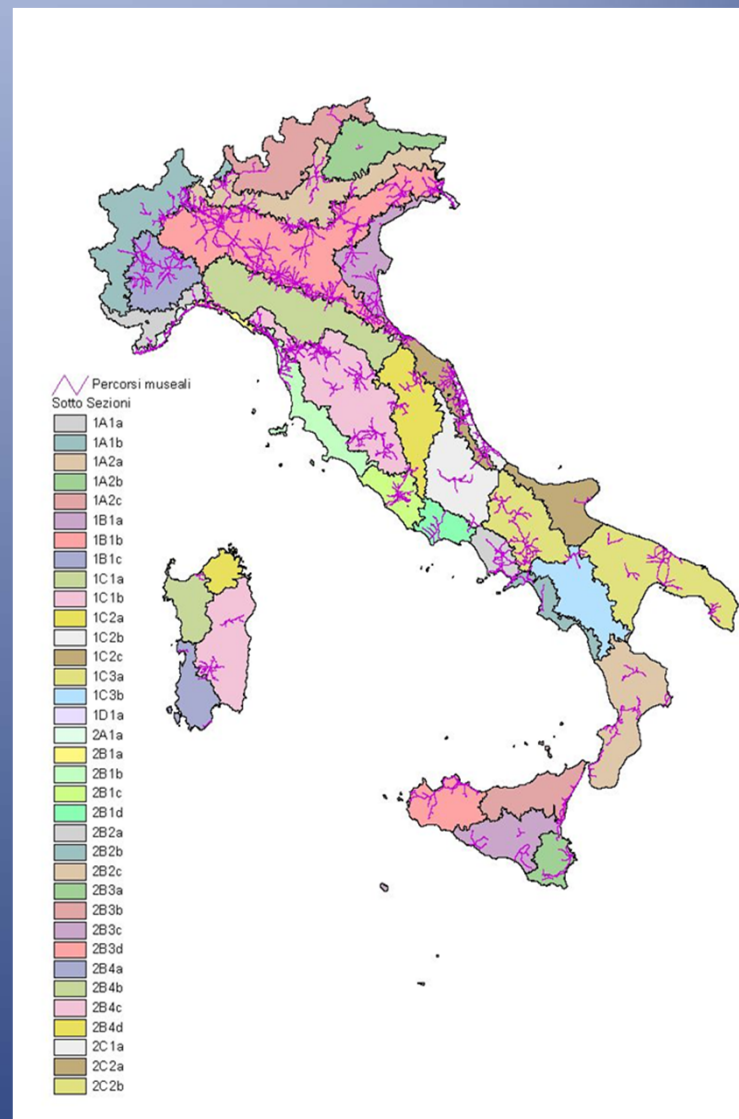 Percorsi museali
Sotto Sezioni
1A1a
1A1b
1A2a
1A2b
1A2c
1B1a
1B1b
1B1c
1C1a
1C1b
1C2a
1C2b
1C2c
1C3a
1C3b
1D1a
2A1a
2B1a
2B1b
2B1c
2B1d
2B2a
2B2b
2B2c
2B3a
2B3b
2B3c
2B3d
2B4a
2B4b
2B4c
2B4d
2C1a
2C2a
2C2b